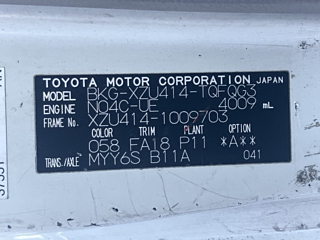 TOYOTA MOTOR CORPORATION JAPAN
MODEL BKG-XZU414-TQFQG3
ENGINE N04C-UE 4009 mL
FRAME No. XZU414-1009703
COLOR TRIM PLANT OPTION
058 FA18 P11 *A**
TRANS./AXLE MYY6S B11A 041